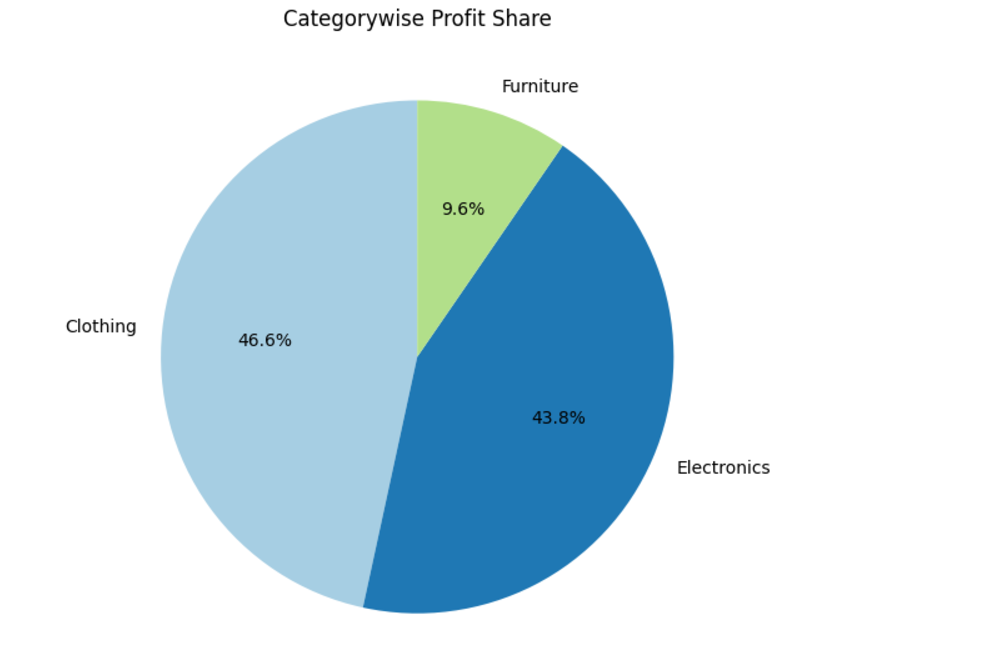 Categorywise Profit Share
Furniture
9.6%
Clothing
46.6%
43.8%
Electronics